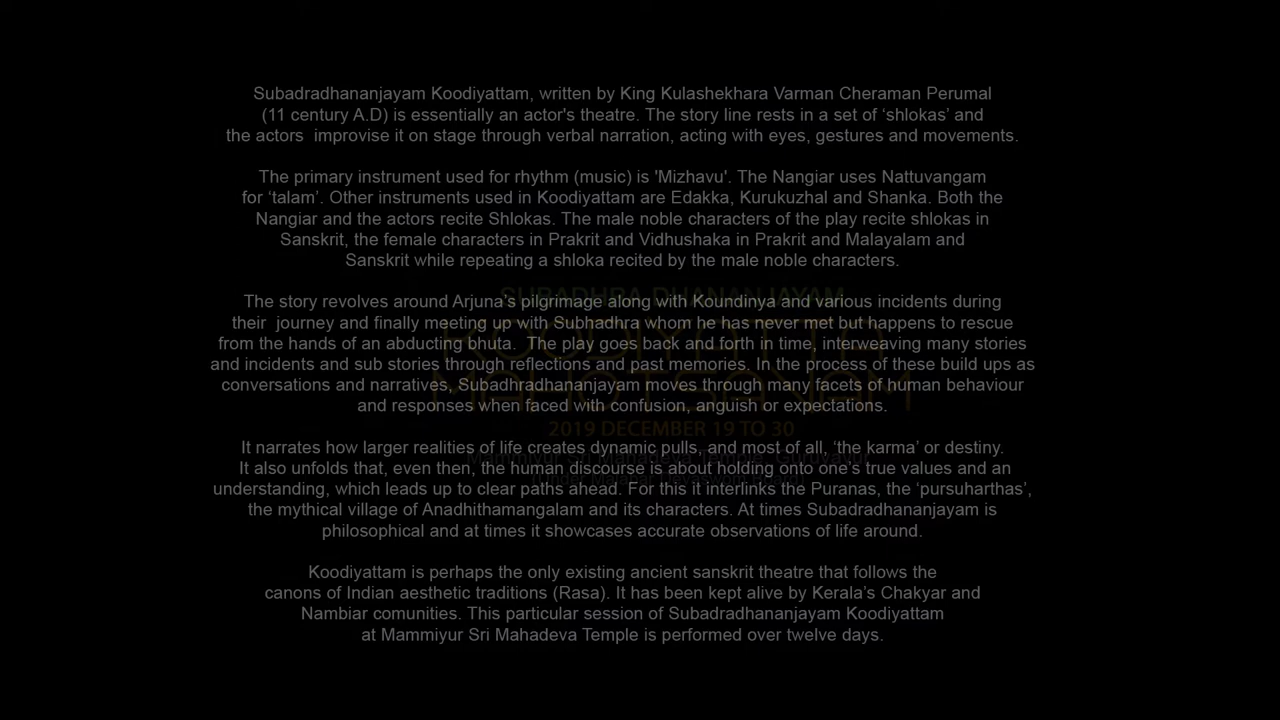 Subadradhananjayam Koodiyattam, written by King Kulashekhara Varman Cheraman Perumal
(11 century A.D) is essentially an actor's theatre. The story line rests in a set of ‘shlokas’ and
the actors improvise it on stage through verbal narration, acting with eyes, gestures and movements.
The primary instrument used for rhythm (music) is 'Mizhavu'. The Nangiar uses Nattuvangam
for ‘talam’. Other instruments used in Koodiyattam are Edakka, Kurukuzhal and Shanka. Both the
Nangiar and the actors recite Shlokas. The male noble characters of the play recite shlokas in
Sanskrit, the female characters in Prakrit and Vidhushaka in Prakrit and Malayalam and
Sanskrit while repeating a shloka recited by the male noble characters.
SUBADHRA DHANANJAYAM
The story revolves around Arjuna’s pilgrimage along with Koundinya and various incidents during
their journey and finally meeting up with Subhadhra whom he has never met but happens to rescue
from the hands of an abducting bhuta. The play goes back and forth in time, interweaving many stories
and incidents and sub stories through reflections and past memories. In the process of these build ups as
conversations and narratives, Subadhradhananjayam moves through many facets of human behaviour
and responses when faced with confusion, anguish or expectations.
KOODIYATTA
MAHOTSAVAM
2019 DECEMBER 19 TO 30
It narrates how larger realities of life creates dynamic pulls, and most of all, ‘the karma’ or destiny.
Mammiyur Sri Mahadeva Temple, Guruvayur
It also unfolds that, even then, the human discourse is about holding onto one’s true values and an
(Under Malabar Devaswom Board)
understanding, which leads up to clear paths ahead. For this it interlinks the Puranas, the ‘pursuharthas’,
the mythical village of Anadhithamangalam and its characters. At times Subadradhananjayam is
philosophical and at times it showcases accurate observations of life around.
Koodiyattam is perhaps the only existing ancient sanskrit theatre that follows the
canons of Indian aesthetic traditions (Rasa). It has been kept alive by Kerala’s Chakyar and
Nambiar comunities. This particular session of Subadradhananjayam Koodiyattam
at Mammiyur Sri Mahadeva Temple is performed over twelve days.